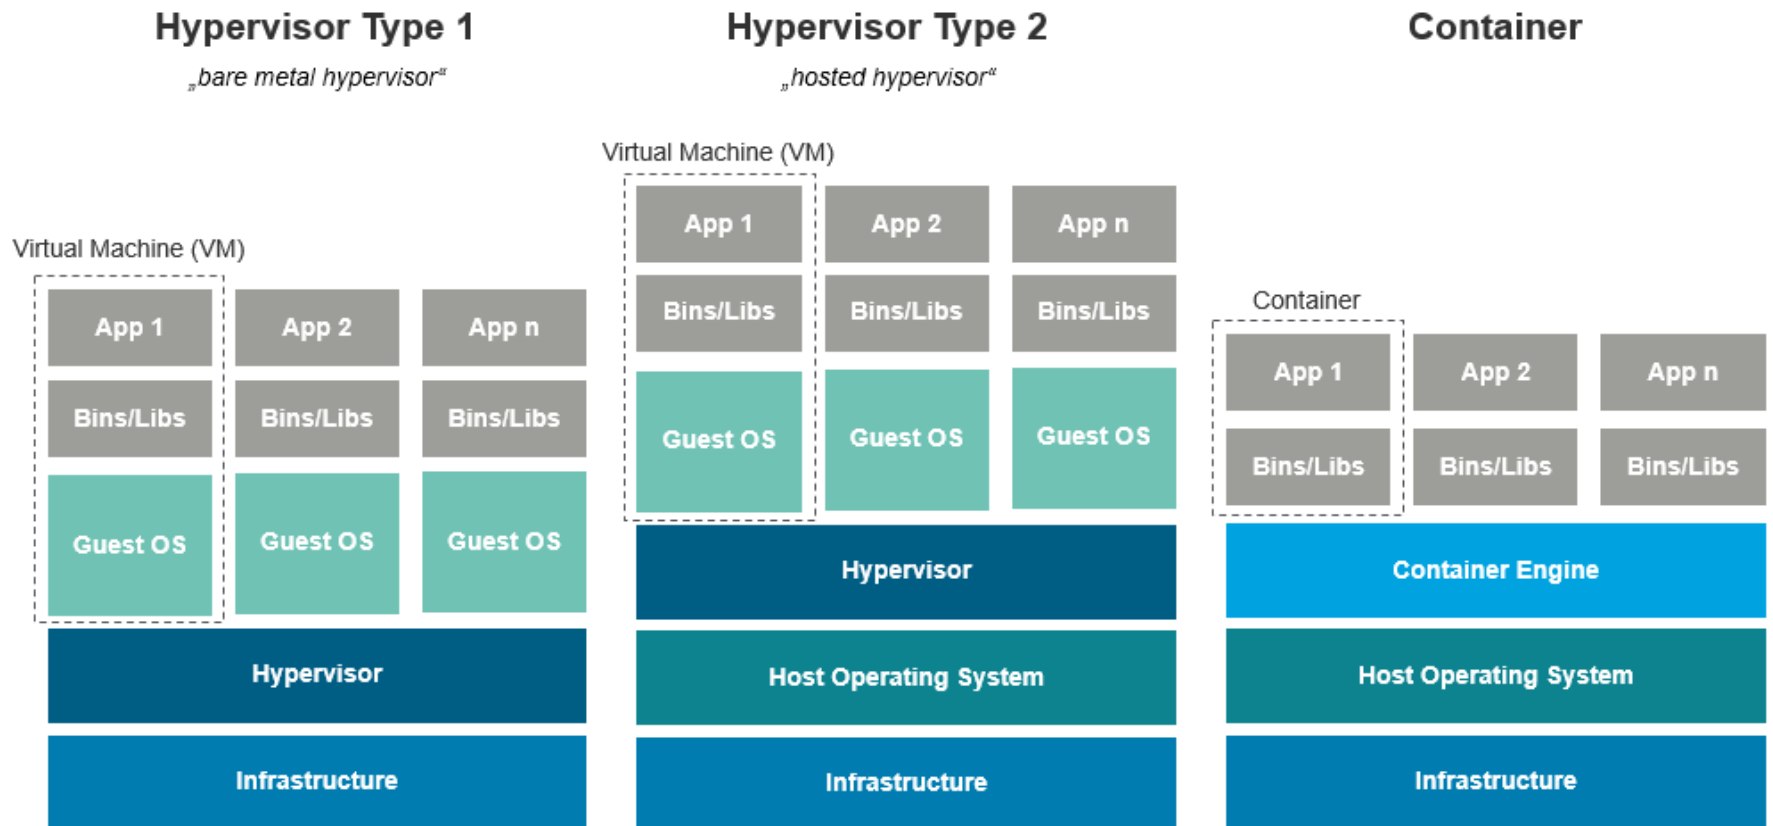 Hypervisor Type 1
„bare metal hypervisor“
Virtual Machine (VM)
App 1
App 2
App n
Bins/Libs
Bins/Libs
Bins/Libs
Guest OS
Guest OS
Guest OS
Hypervisor
Infrastructure
Hypervisor Type 2
„hosted hypervisor“
Virtual Machine (VM)
App 1
App 2
App n
Bins/Libs
Bins/Libs
Bins/Libs
Guest OS
Guest OS
Guest OS
Hypervisor
Host Operating System
Infrastructure
Container
Container
App 1
App 2
App n
Bins/Libs
Bins/Libs
Bins/Libs
Container Engine
Host Operating System
Infrastructure